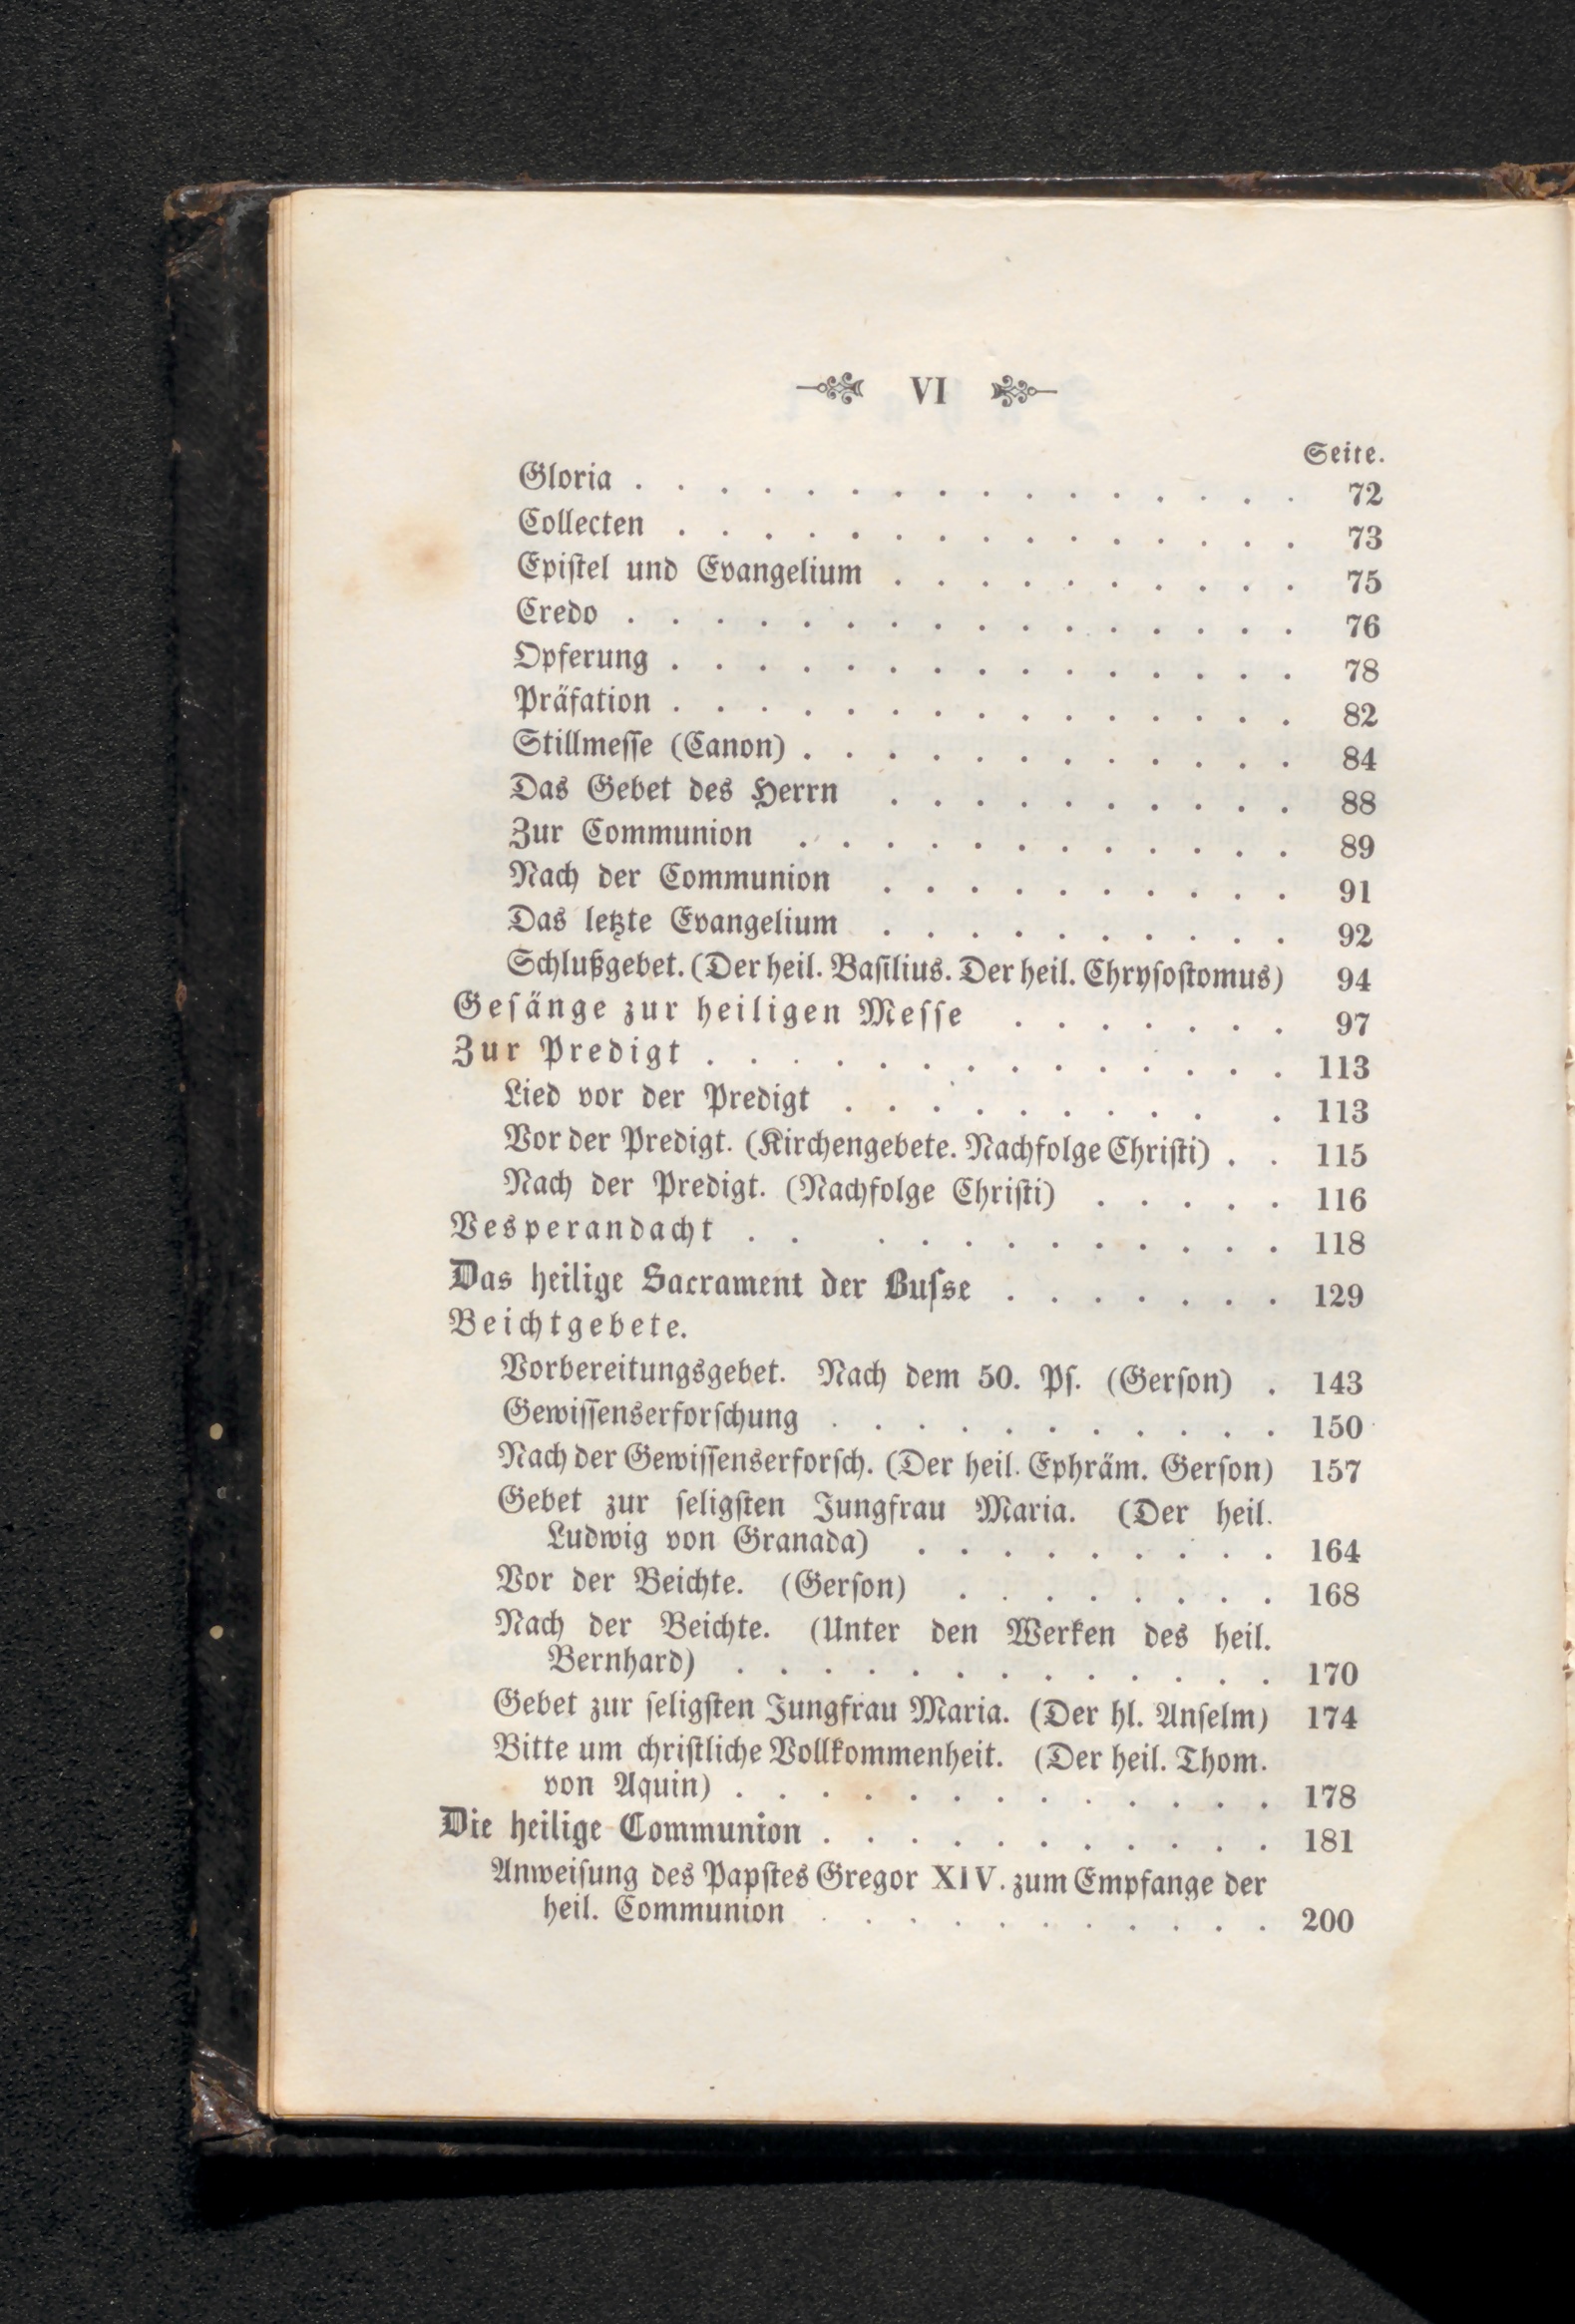 VI
Seite.
Gloria . . . . . . . . . . . . . . . . 72
Collecten . . . . . . . . . . . . . . . 73
Epiſtel und Evangelium . . . . . . . . . . 75
Credo . . . . . . . . . . . . . . . . 76
Opferung . . . . . . . . . . . . . . . 78
Präfation . . . . . . . . . . . . . . . 82
Stillmeſſe (Canon) . . . . . . . . . . . . 84
Das Gebet des Herrn . . . . . . . . . . 88
Zur Communion . . . . . . . . . . . . 89
Nach der Communion . . . . . . . . . . 91
Das letzte Evangelium . . . . . . . . . . 92
Schlußgebet. (Der heil. Baſilius. Der heil. Chryſoſtomus) 94
Geſänge zur heiligen Meſſe . . . . . . . 97
Zur Predigt . . . . . . . . . . . . . . 113
Lied vor der Predigt . . . . . . . . . . 113
Vor der Predigt. (Kirchengebete. Nachfolge Chriſti) . . 115
Nach der Predigt. (Nachfolge Chriſti) . . . . . 116
Vesperandacht . . . . . . . . . . . . 118
Das heilige Sacrament der Buſse . . . . . . . 129
Beichtgebete.
Vorbereitungsgebet. Nach dem 50. Pſ. (Gerſon) . 143
Gewiſſenserforſchung . . . . . . . . . . . 150
Nach der Gewiſſenserforſch. (Der heil. Ephräm. Gerſon) 157
Gebet zur ſeligſten Jungfrau Maria. (Der heil.
Ludwig von Granada) . . . . . . . . . 164
Vor der Beichte. (Gerſon) . . . . . . . . 168
Nach der Beichte. (Unter den Werken des heil.
Bernhard) . . . . . . . . . . . . . 170
Gebet zur ſeligſten Jungfrau Maria. (Der hl. Anſelm) 174
Bitte um chriſtliche Vollkommenheit. (Der heil. Thom.
von Aquin) . . . . . . . . . . . . . 178
Die heilige Communion . . . . . . . . . . . 181
Anweiſung des Papſtes Gregor XIV. zum Empfange der
heil. Communion . . . . . . . . . . . 200